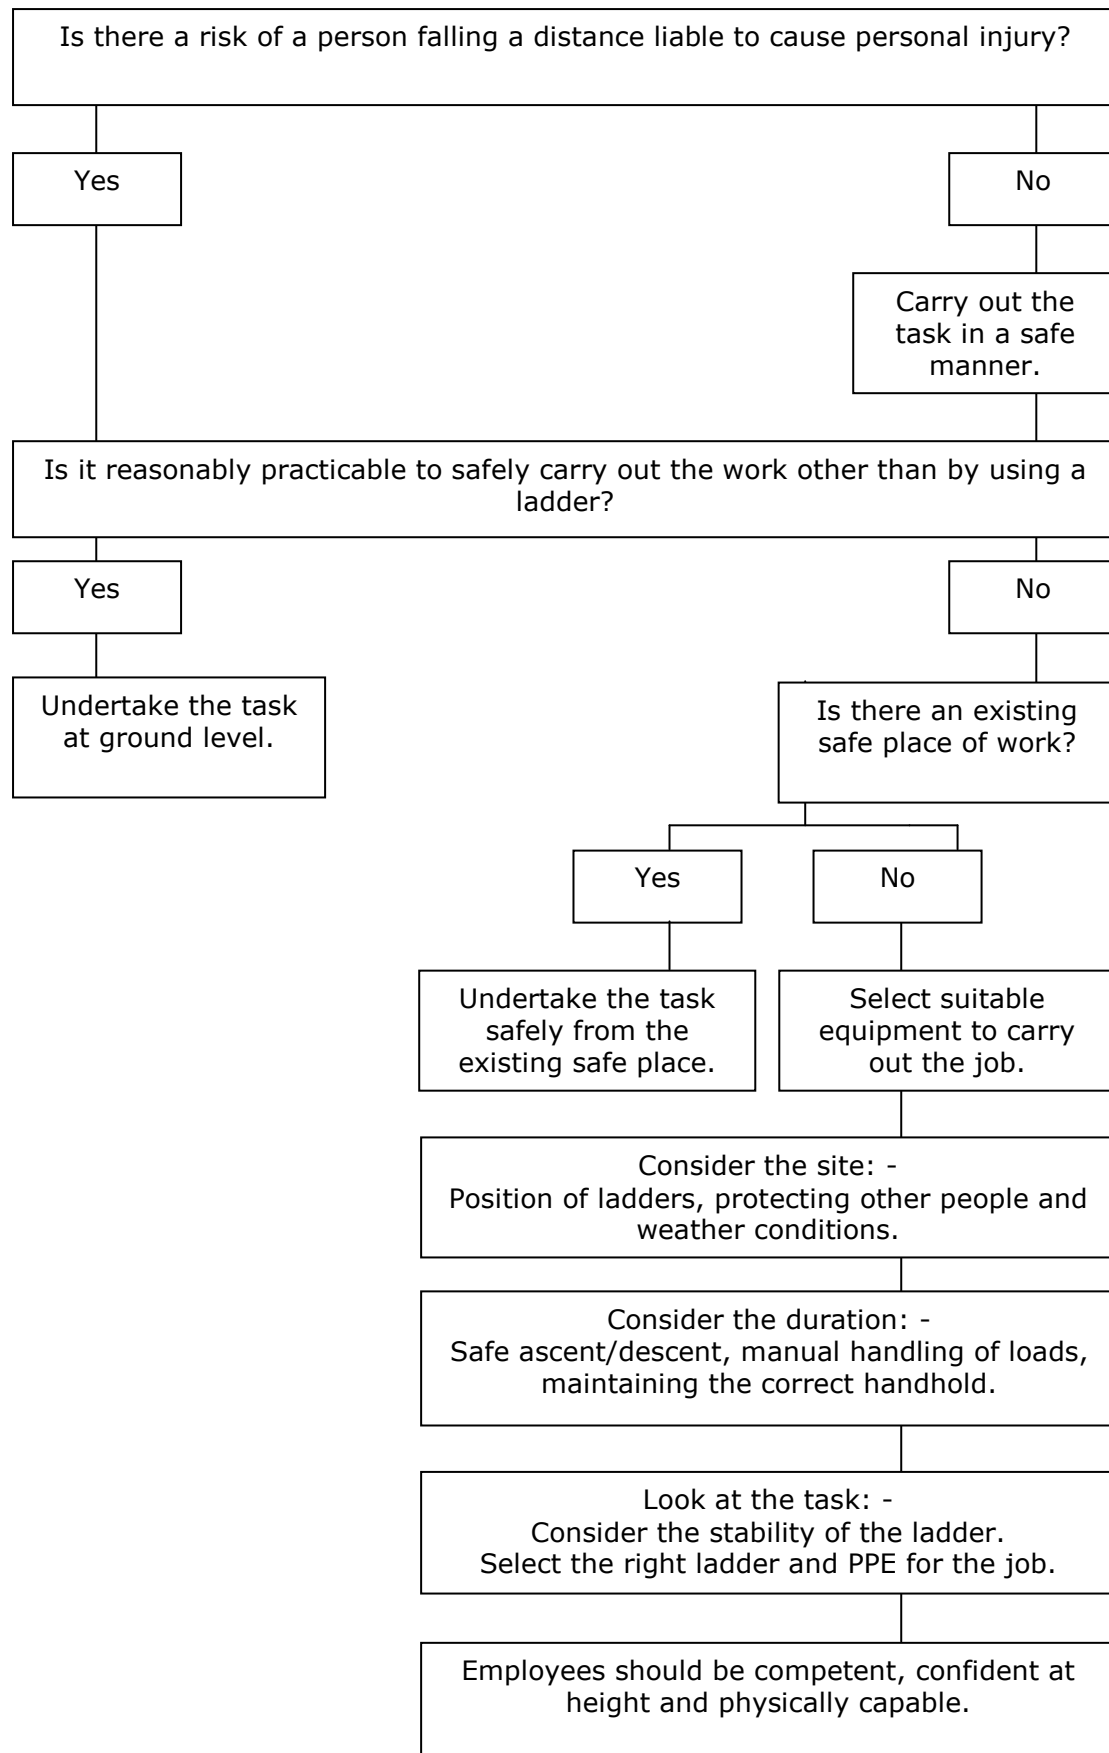 Is there a risk of a person falling a distance liable to cause personal injury?
Yes
No
Carry out the
task in a safe
manner.
Is it reasonably practicable to safely carry out the work other than by using a
ladder?
Yes
No
Undertake the task
at ground level.
Is there an existing
safe place of work?
Yes
No
Undertake the task
safely from the
existing safe place.
Select suitable
equipment to carry
out the job.
Consider the site: -
Position of ladders, protecting other people and
weather conditions.
Consider the duration: -
Safe ascent/descent, manual handling of loads,
maintaining the correct handhold.
Look at the task: -
Consider the stability of the ladder.
Select the right ladder and PPE for the job.
Employees should be competent, confident at
height and physically capable.